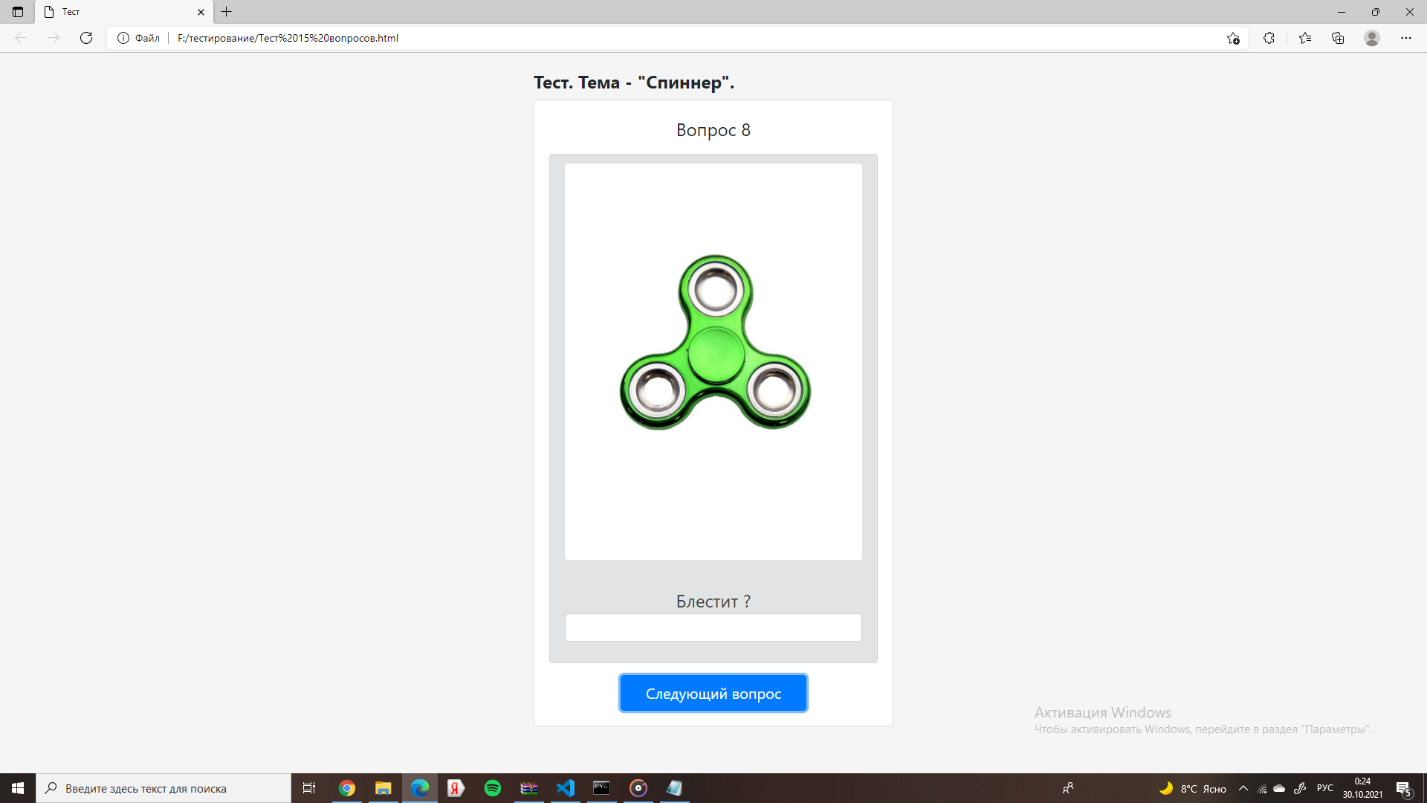 Тест
Файл
F:/тестирование/Тест%2015%20вопросов.html
Тест. Тема - "Спиннер".
Вопрос 8
Блестит ?
Следующий вопрос
Активация Windows
Чтобы активировать Windows, перейдите в раздел "Параметры".
Введите здесь текст для поиска
8°C Ясно
РУС
0:24
30.10.2021
5